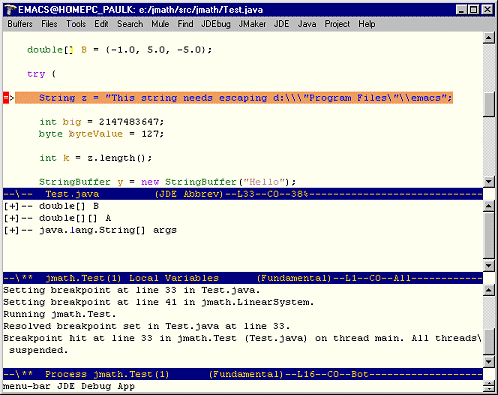 EMACS@HOMEPC_PAULK: e:/jmath/src/jmath/Test.java
Buffers Files Tools Edit Search Mule Find JDEbug JMaker JDE Java Project Help
double[] B = (-1.0, 5.0, -5.0);
try (
=> String z = "This string needs escaping d:\\\"Program Files\"\\emacs";
int big = 2147483647;
byte byteValue = 127;
int k = z.length();
StringBuffer y = new StringBuffer("Hello");
--\-- Test.java (JDE Abbrev)--L33--C0--38%--------------------------
[+]-- double[] B
[+]-- double[][] A
[+]-- java.lang.String[] args
--\** jmath.Test(1) Local Variables (Fundamental)--L1--C0--All------------
Setting breakpoint at line 33 in Test.java.
Setting breakpoint at line 41 in jmath.LinearSystem.
Running jmath.Test.
Resolved breakpoint set in Test.java at line 33.
Breakpoint hit at line 33 in jmath.Test (Test.java) on thread main. All threads\
suspended.
--\** Process jmath.Test(1) (Fundamental)--L16--C0--Bot-----------------
menu-bar JDE Debug App